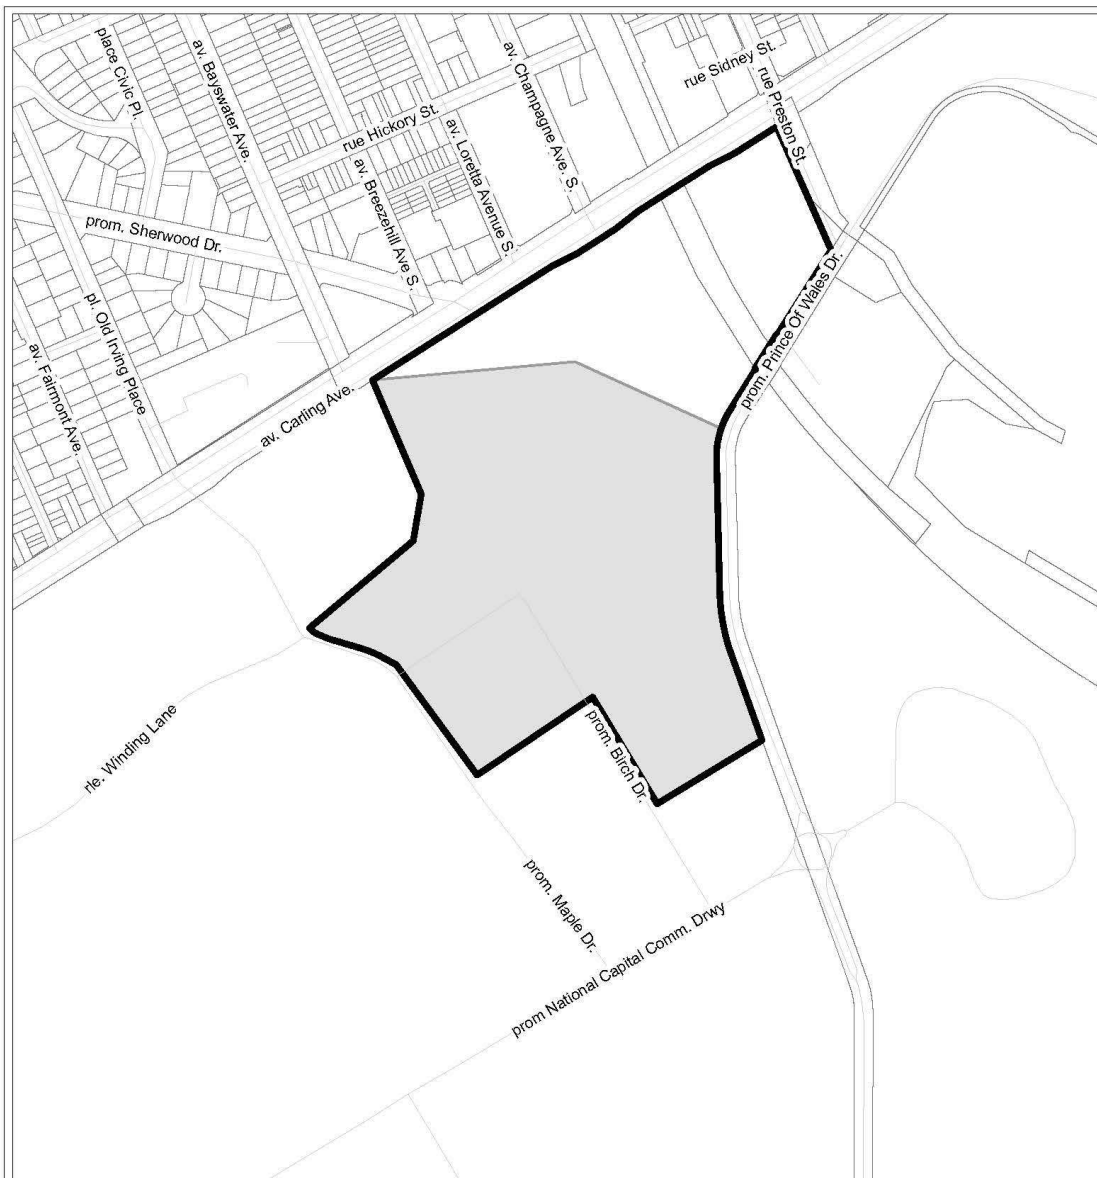 place Civic Pl.
av. Bayswater Ave.
av. Champagne Ave. S.
rue Sidney St.
rue Preston St.
rue Hickory St.
av. Loretta Avenue S.
av. Breezehill Ave S.
prom. Sherwood Dr.
pl. Old Irving Place
av. Fairmont Ave.
av. Carling Ave.
prom. Prince Of Wales Dr.
rle. Winding Lane
prom. Birch Dr.
prom. Maple Dr.
prom National Capital Comm. Drwy